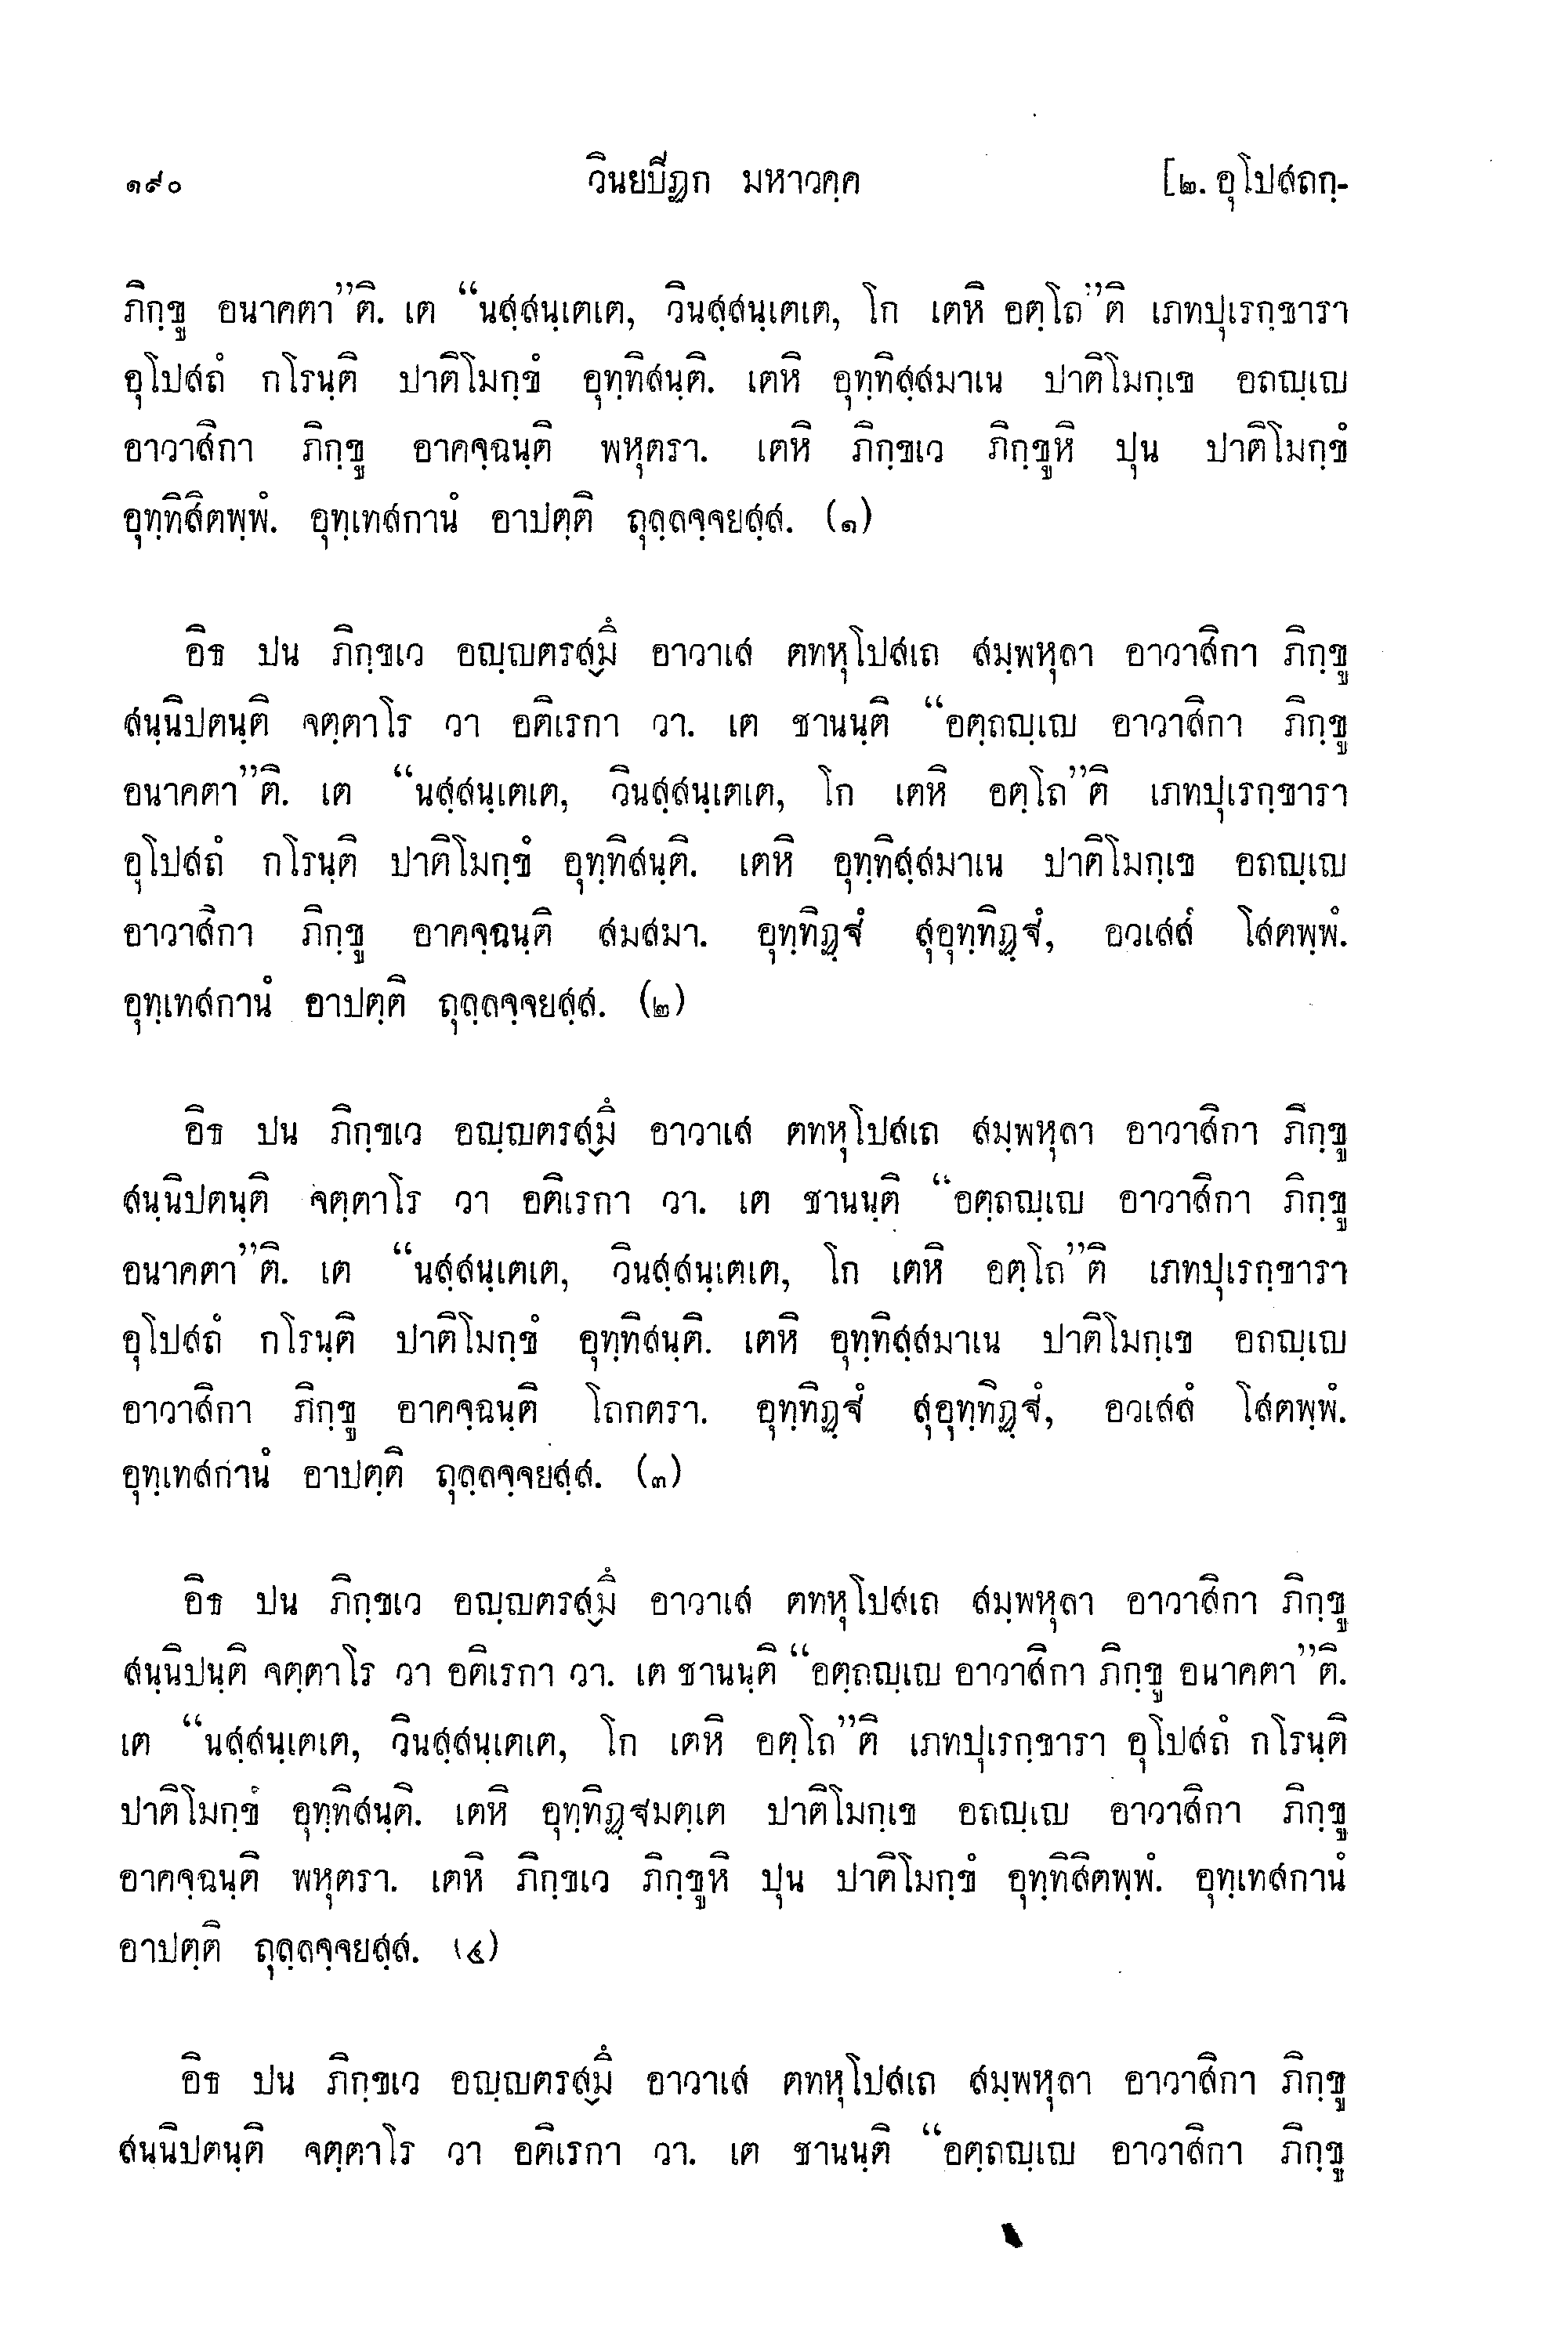 ๑๙๐ วินยปิฏก มหาวคฺค [๒. อุโปสถกฺ-
ภิกฺขู อนาคตา”ติ. เต “นสฺสนฺเตเต, วินสฺสนฺเตเต, โก เตหิ อตฺโถ”ติ เภทปุเรกฺขารา
อุโปสถํ กโรนฺติ ปาติโมกฺขํ อุทฺทิสนฺติ. เตหิ อุทฺทิสฺสมาเน ปาติโมกฺเข อถญฺเญ
อาวาสิกา ภิกฺขู อาคจฺฉนฺติ พหุตรา. เตหิ ภิกฺขเว ภิกฺขูหิ ปุน ปาติโมกฺขํ
อุทฺทิสิตพฺพํ. อุทฺเทสกานํ อาปตฺติ ถุลฺลจฺจยสฺส. (๑)
อิธ ปน ภิกฺขเว อญฺญตรสฺมิํ อาวาเส ตทหุโปสเถ สมฺพหุลา อาวาสิกา ภิกฺขู
สนฺนิปตนฺติ จตฺตาโร วา อติเรกา วา. เต ชานนฺติ “อตฺถญฺเญ อาวาสิกา ภิกฺขู
อนาคตา”ติ. เต “นสฺสนฺเตเต, วินสฺสนฺเตเต, โก เตหิ อตฺโถ”ติ เภทปุเรกฺขารา
อุโปสถํ กโรนฺติ ปาติโมกฺขํ อุทฺทิสนฺติ. เตหิ อุทฺทิสฺสมาเน ปาติโมกฺเข อถญฺเญ
อาวาสิกา ภิกฺขู อาคจฺฉนฺติ สมสมา. อุทฺทิฏฺฐํ สุอุทฺทิฏฺฐํ, อวเสสํ โสตพฺพํ.
อุทฺเทสกานํ อาปตฺติ ถุลฺลจฺจยสฺส. (๒)
อิธ ปน ภิกฺขเว อญฺญตรสฺมิํ อาวาเส ตทหุโปสเถ สมฺพหุลา อาวาสิกา ภิกฺขู
สนฺนิปตนฺติ จตฺตาโร วา อติเรกา วา. เต ชานนฺติ “อตฺถญฺเญ อาวาสิกา ภิกฺขู
อนาคตา”ติ. เต “นสฺสนฺเตเต, วินสฺสนฺเตเต, โก เตหิ อตฺโถ”ติ เภทปุเรกฺขารา
อุโปสถํ กโรนฺติ ปาติโมกฺขํ อุทฺทิสนฺติ. เตหิ อุทฺทิสฺสมาเน ปาติโมกฺเข อถญฺเญ
อาวาสิกา ภิกฺขู อาคจฺฉนฺติ โถกตรา. อุทฺทิฏฺฐํ สุอุทฺทิฏฺฐํ, อวเสสํ โสตพฺพํ.
อุทฺเทสกานํ อาปตฺติ ถุลฺลจฺจยสฺส. (๓)
อิธ ปน ภิกฺขเว อญฺญตรสฺมิํ อาวาเส ตทหุโปสเถ สมฺพหุลา อาวาสิกา ภิกฺขู
สนฺนิปนฺติ จตฺตาโร วา อติเรกา วา. เต ชานนฺติ “อตฺถญฺเญ อาวาสิกา ภิกฺขู อนาคตา”ติ.
เต “นสฺสนฺเตเต, วินสฺสนฺเตเต, โก เตหิ อตฺโถ”ติ เภทปุเรกฺขารา อุโปสถํ กโรนฺติ
ปาติโมกฺขํ อุทฺทิสนฺติ. เตหิ อุทฺทิฏฺฐมตฺเต ปาติโมกฺเข อถญฺเญ อาวาสิกา ภิกฺขู
อาคจฺฉนฺติ พหุตรา. เตหิ ภิกฺขเว ภิกฺขูหิ ปุน ปาติโมกฺขํ อุทฺทิสิตพฺพํ. อุทฺเทสกานํ
อาปตฺติ ถุลฺลจฺจยสฺส. (๔)
อิธ ปน ภิกฺขเว อญฺญตรสฺมิํ อาวาเส ตทหุโปสเถ สมฺพหุลา อาวาสิกา ภิกฺขู
สนฺนิปตนฺติ จตฺตาโร วา อติเรกา วา. เต ชานนฺติ “อตฺถญฺเญ อาวาสิกา ภิกฺขู